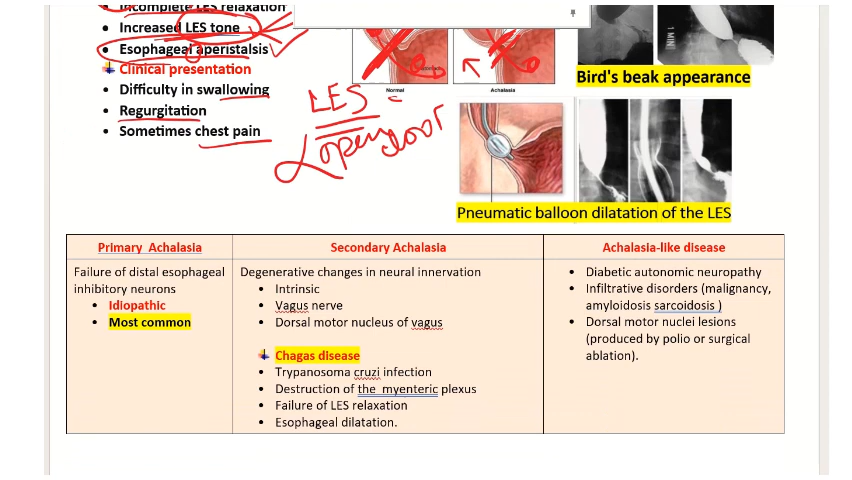 Incomplete LES relaxation
Increased LES tone
Esophageal aperistalsis
Clinical presentation
Difficulty in swallowing
Regurgitation
Sometimes chest pain
Normal
Achalasia
LES =
open door
1 MIN
Bird's beak appearance
Pneumatic balloon dilatation of the LES
Primary Achalasia
Failure of distal esophageal
inhibitory neurons
Idiopathic
Most common
Secondary Achalasia
Degenerative changes in neural innervation
Intrinsic
Vagus nerve
Dorsal motor nucleus of vagus
Chagas disease
Trypanosoma cruzi infection
Destruction of the myenteric plexus
Failure of LES relaxation
Esophageal dilatation.
Achalasia-like disease
Diabetic autonomic neuropathy
Infiltrative disorders (malignancy,
amyloidosis sarcoidosis )
Dorsal motor nuclei lesions
(produced by polio or surgical
ablation).